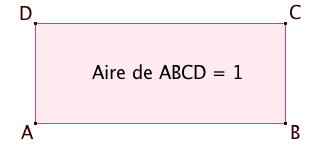 D C
Aire de ABCD = 1
A B